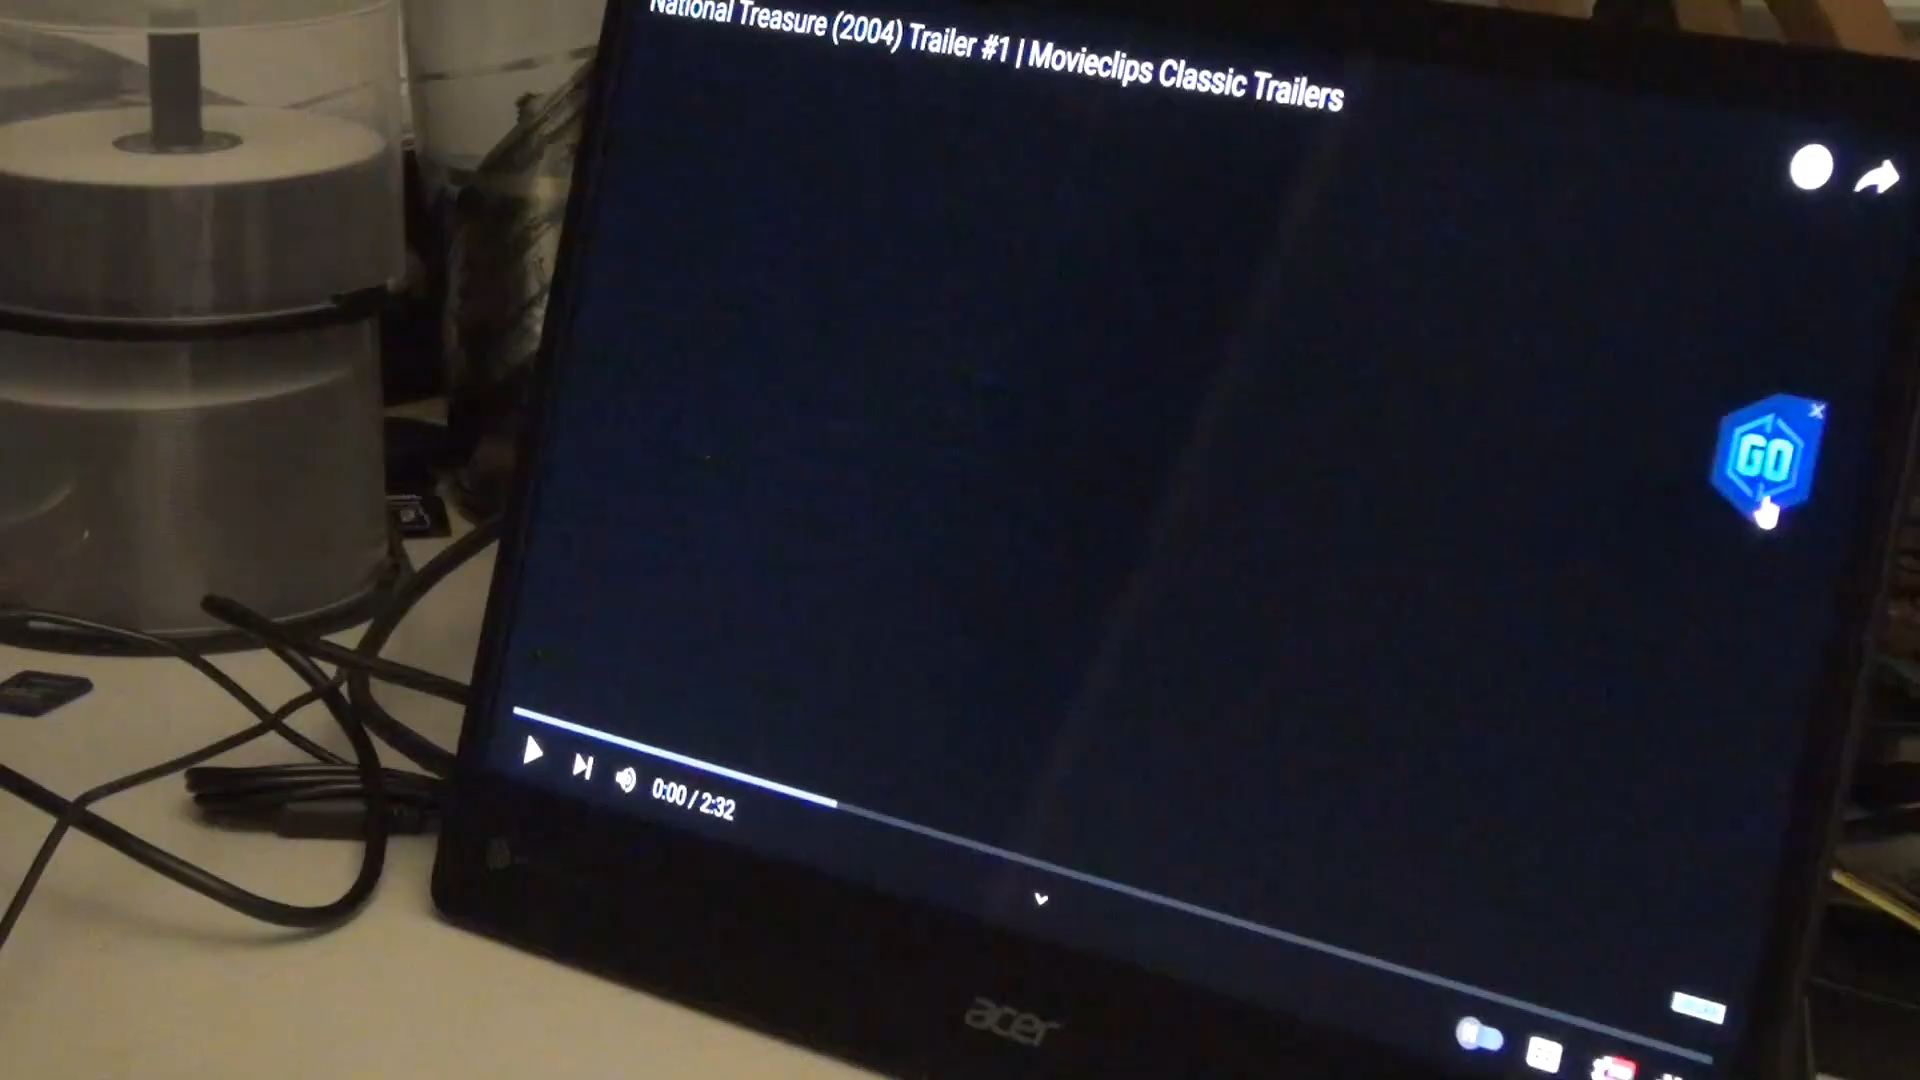 National Treasure (2004) Trailer #1 | Movieclips Classic Trailers
GO
0:00 / 2:32
acer